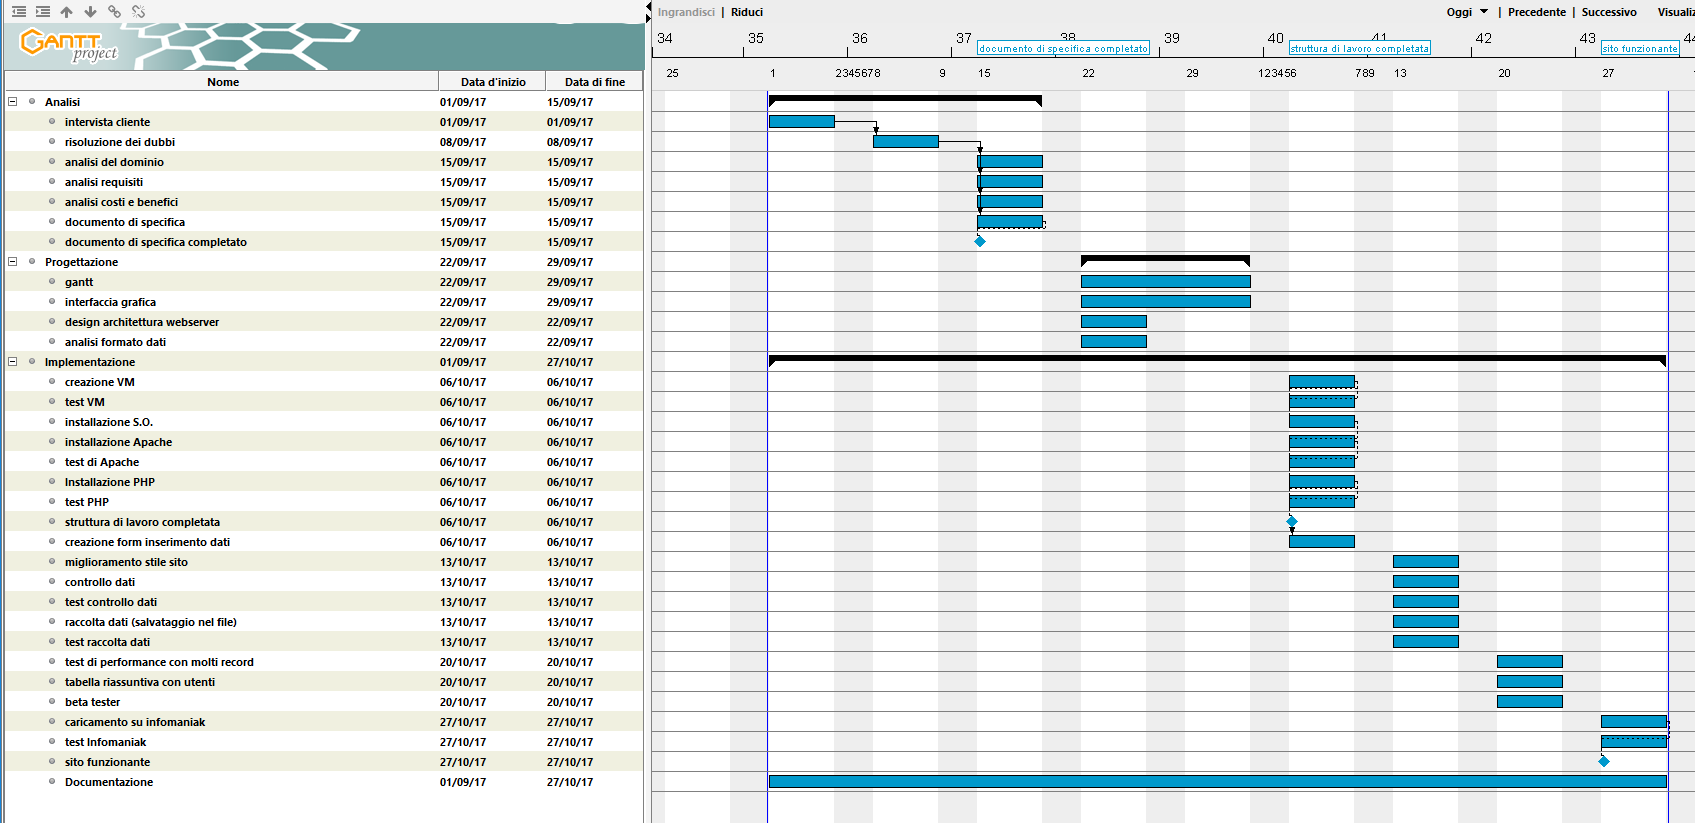 Ingrandisci | Riduci
Oggi | Precedente | Successivo Visualiz
GANTT project
34 35 36 37 38 39 40 41 42 43 44
documento di specifica completato struttura di lavoro completata sito funzionante
25 1 2345678 9 15 22 29 123456 789 13 20 27
Nome Data d'inizio Data di fine
Analisi 01/09/17 15/09/17
intervista cliente 01/09/17 01/09/17
risoluzione dei dubbi 08/09/17 08/09/17
analisi del dominio 15/09/17 15/09/17
analisi requisiti 15/09/17 15/09/17
analisi costi e benefici 15/09/17 15/09/17
documento di specifica 15/09/17 15/09/17
documento di specifica completato 15/09/17 15/09/17
Progettazione 22/09/17 29/09/17
gantt 22/09/17 29/09/17
interfaccia grafica 22/09/17 29/09/17
design architettura webserver 22/09/17 22/09/17
analisi formato dati 22/09/17 22/09/17
Implementazione 01/09/17 27/10/17
creazione VM 06/10/17 06/10/17
test VM 06/10/17 06/10/17
installazione S.O. 06/10/17 06/10/17
installazione Apache 06/10/17 06/10/17
test di Apache 06/10/17 06/10/17
Installazione PHP 06/10/17 06/10/17
test PHP 06/10/17 06/10/17
struttura di lavoro completata 06/10/17 06/10/17
creazione form inserimento dati 06/10/17 06/10/17
miglioramento stile sito 13/10/17 13/10/17
controllo dati 13/10/17 13/10/17
test controllo dati 13/10/17 13/10/17
raccolta dati (salvataggio nel file) 13/10/17 13/10/17
test raccolta dati 13/10/17 13/10/17
test di performance con molti record 20/10/17 20/10/17
tabella riassuntiva con utenti 20/10/17 20/10/17
beta tester 20/10/17 20/10/17
caricamento su infomaniak 27/10/17 27/10/17
test Infomaniak 27/10/17 27/10/17
sito funzionante 27/10/17 27/10/17
Documentazione 01/09/17 27/10/17